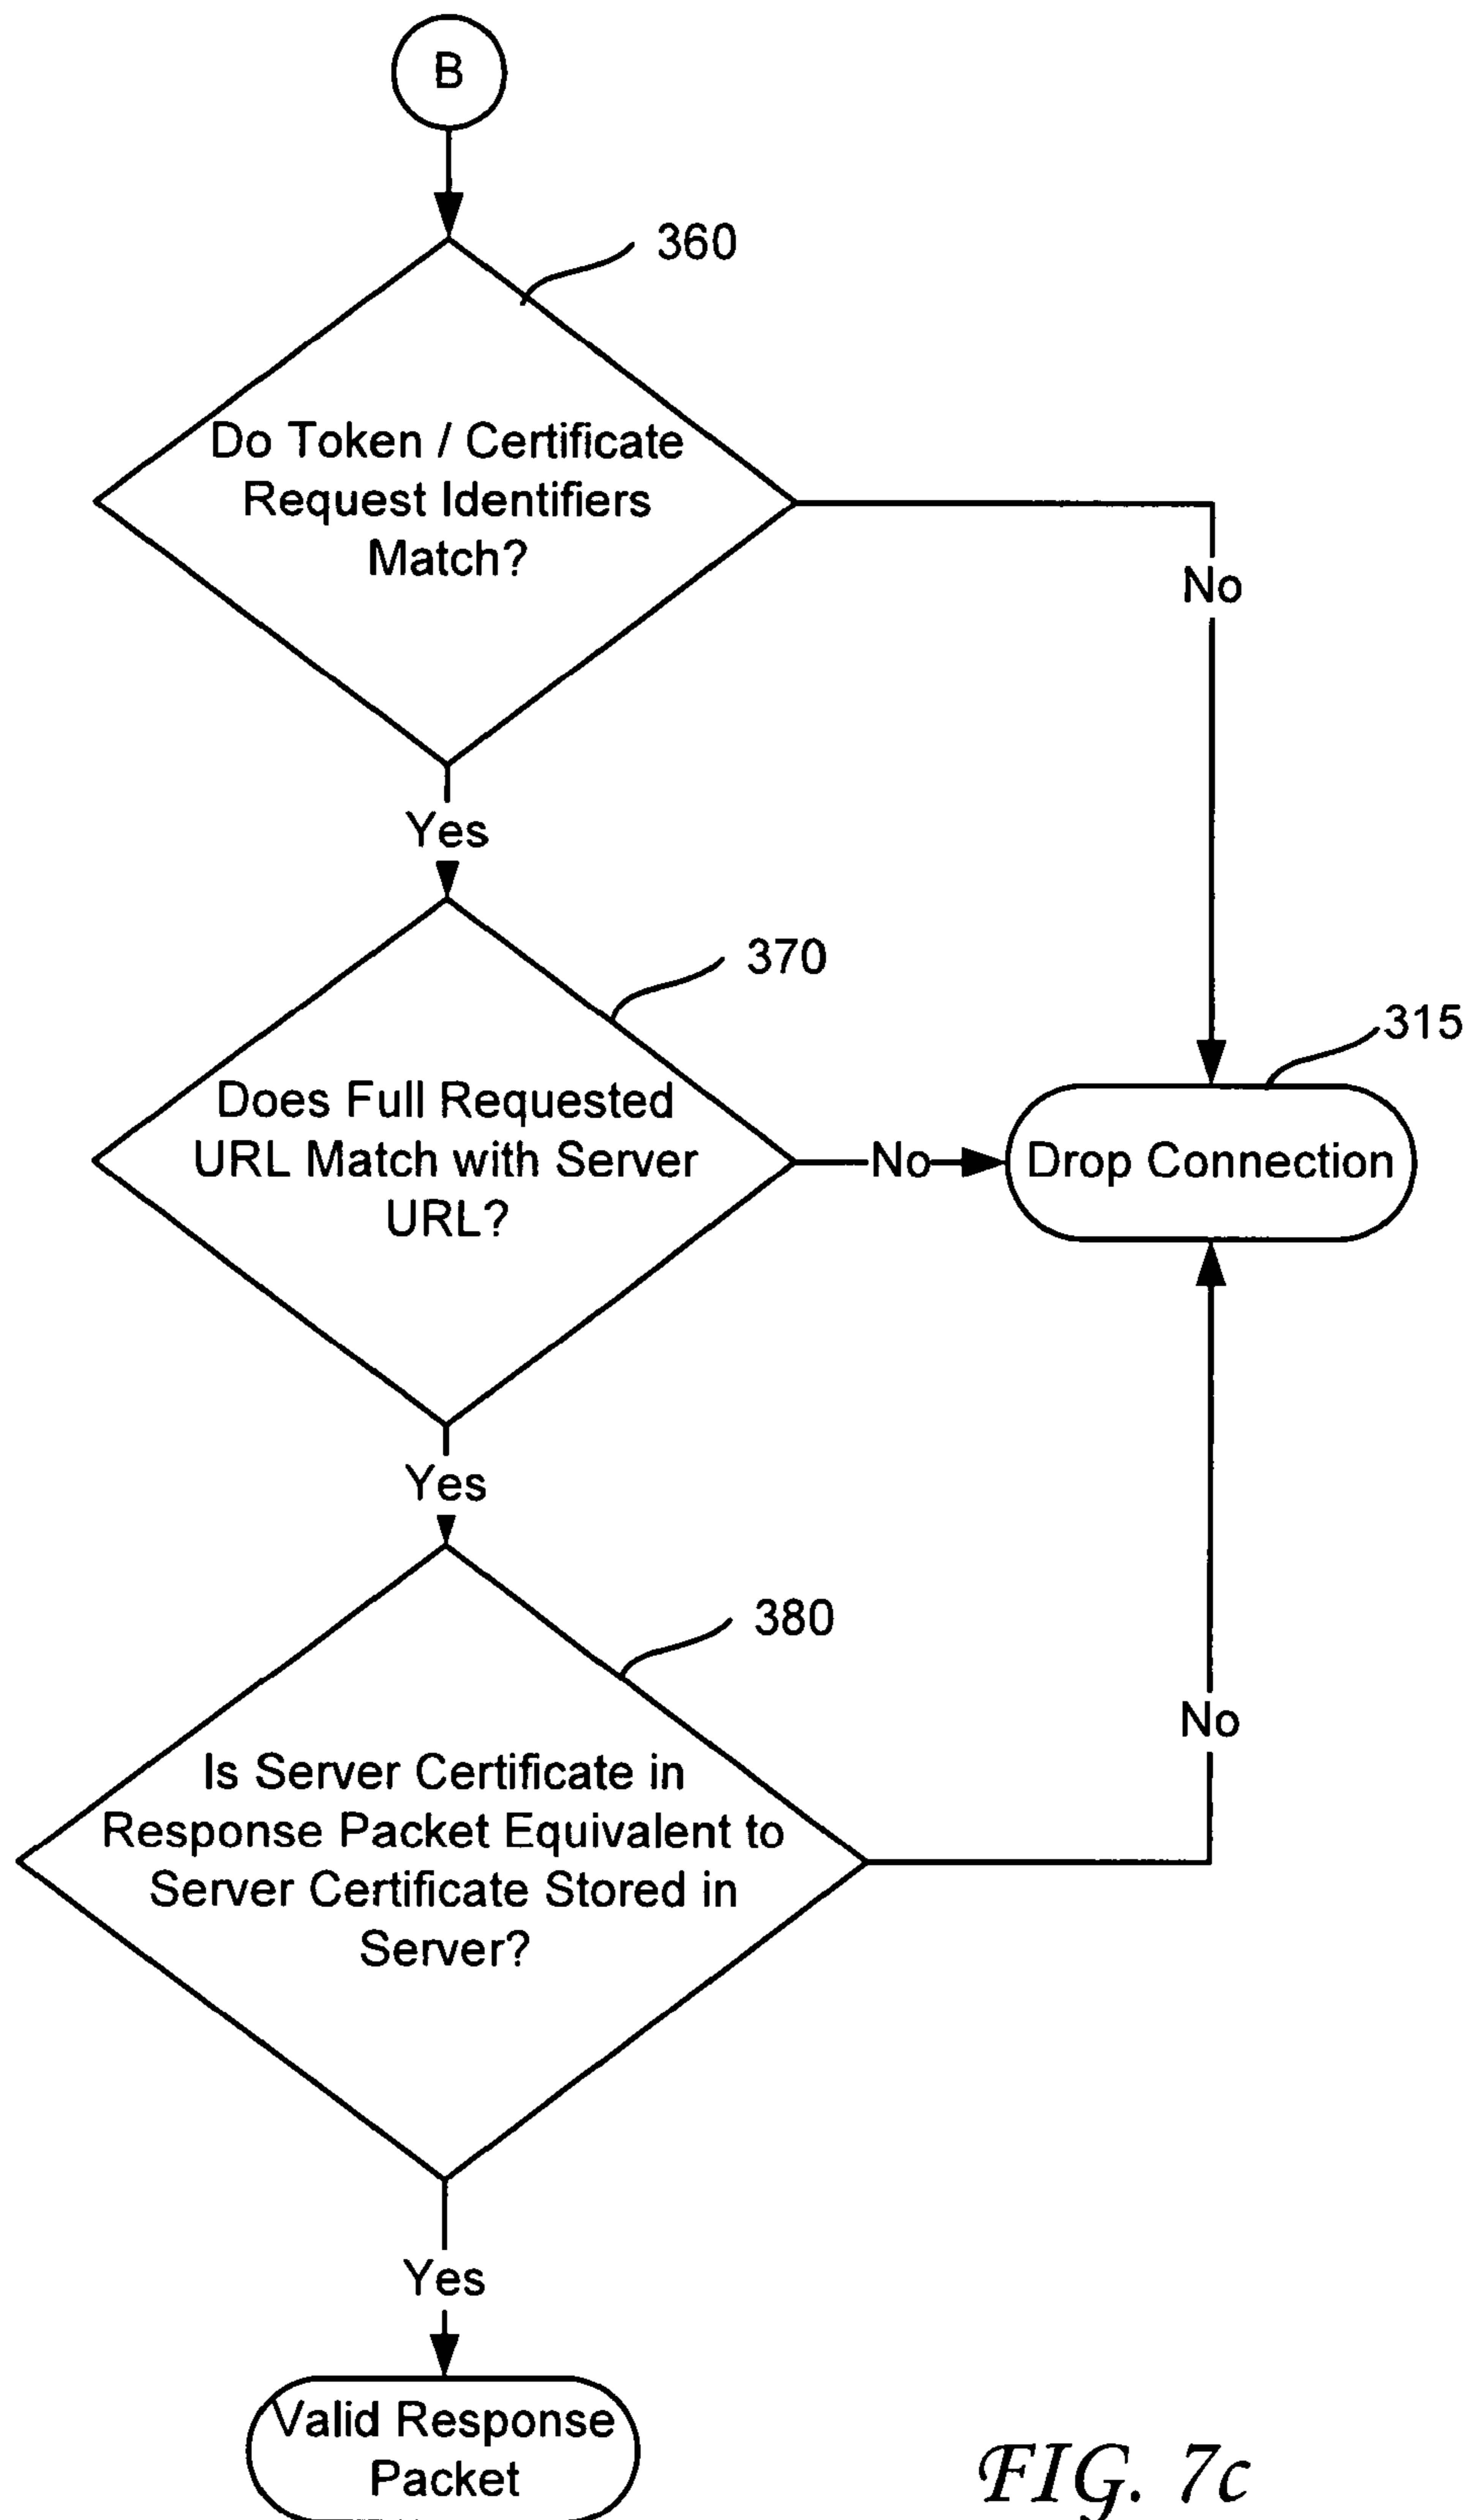 B
360
Do Token / Certificate
Request Identifiers
Match?
No
Yes
370
315
Does Full Requested
URL Match with Server
URL?
No
Drop Connection
Yes
380
No
Is Server Certificate in
Response Packet Equivalent to
Server Certificate Stored in
Server?
Yes
Valid Response
Packet
FIG. 7c